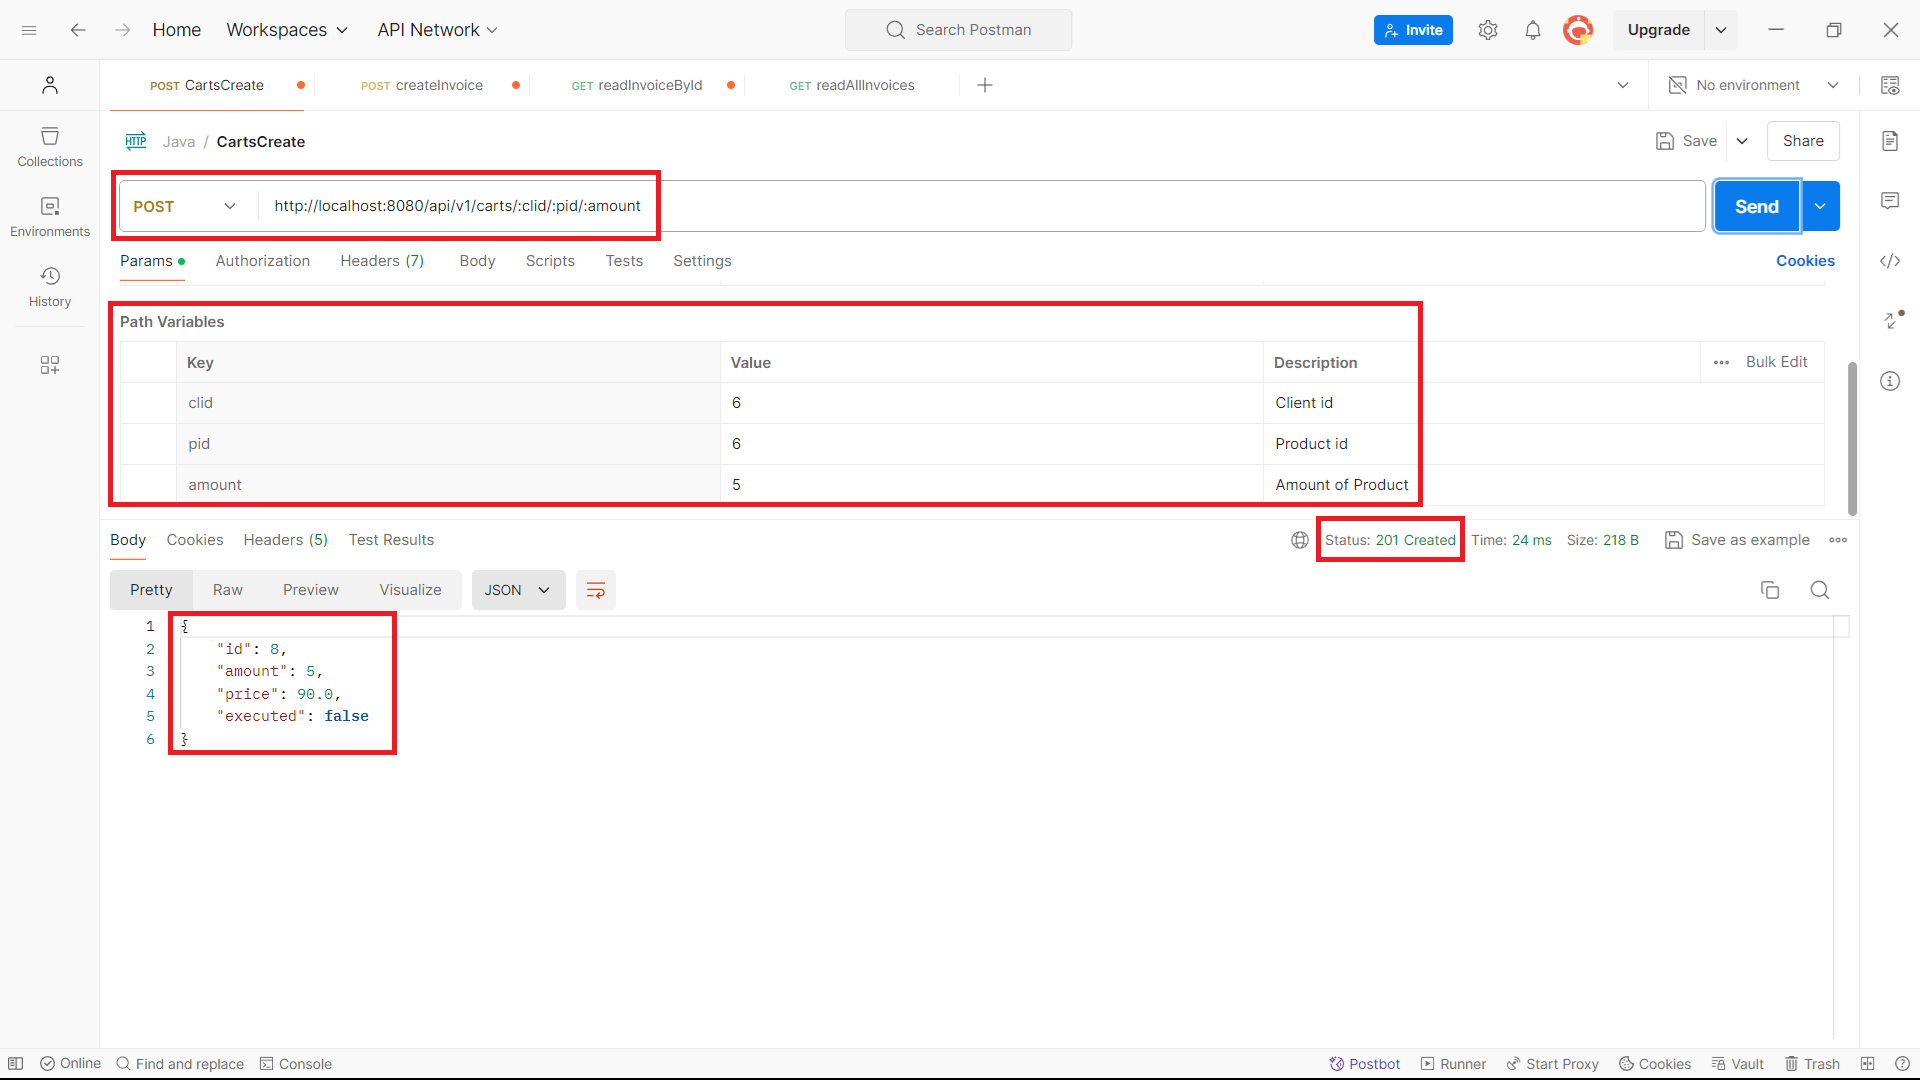 Home Workspaces API Network Search Postman Invite Upgrade
POST CartsCreate POST createInvoice GET readInvoiceById GET readAllInvoices No environment
HTTP Java / CartsCreate Save Share
Collections
POST http://localhost:8080/api/v1/carts/:clid/:pid/:amount Send
Environments
Params Authorization Headers (7) Body Scripts Tests Settings Cookies
History
Path Variables
Key Value Description Bulk Edit
clid 6 Client id
pid 6 Product id
amount 5 Amount of Product
Body Cookies Headers (5) Test Results Status: 201 Created Time: 24 ms Size: 218 B Save as example
Pretty Raw Preview Visualize JSON
1 {
2 "id": 8,
3 "amount": 5,
4 "price": 90.0,
5 "executed": false
6 }
Online Find and replace Console Postbot Runner Start Proxy Cookies Vault Trash